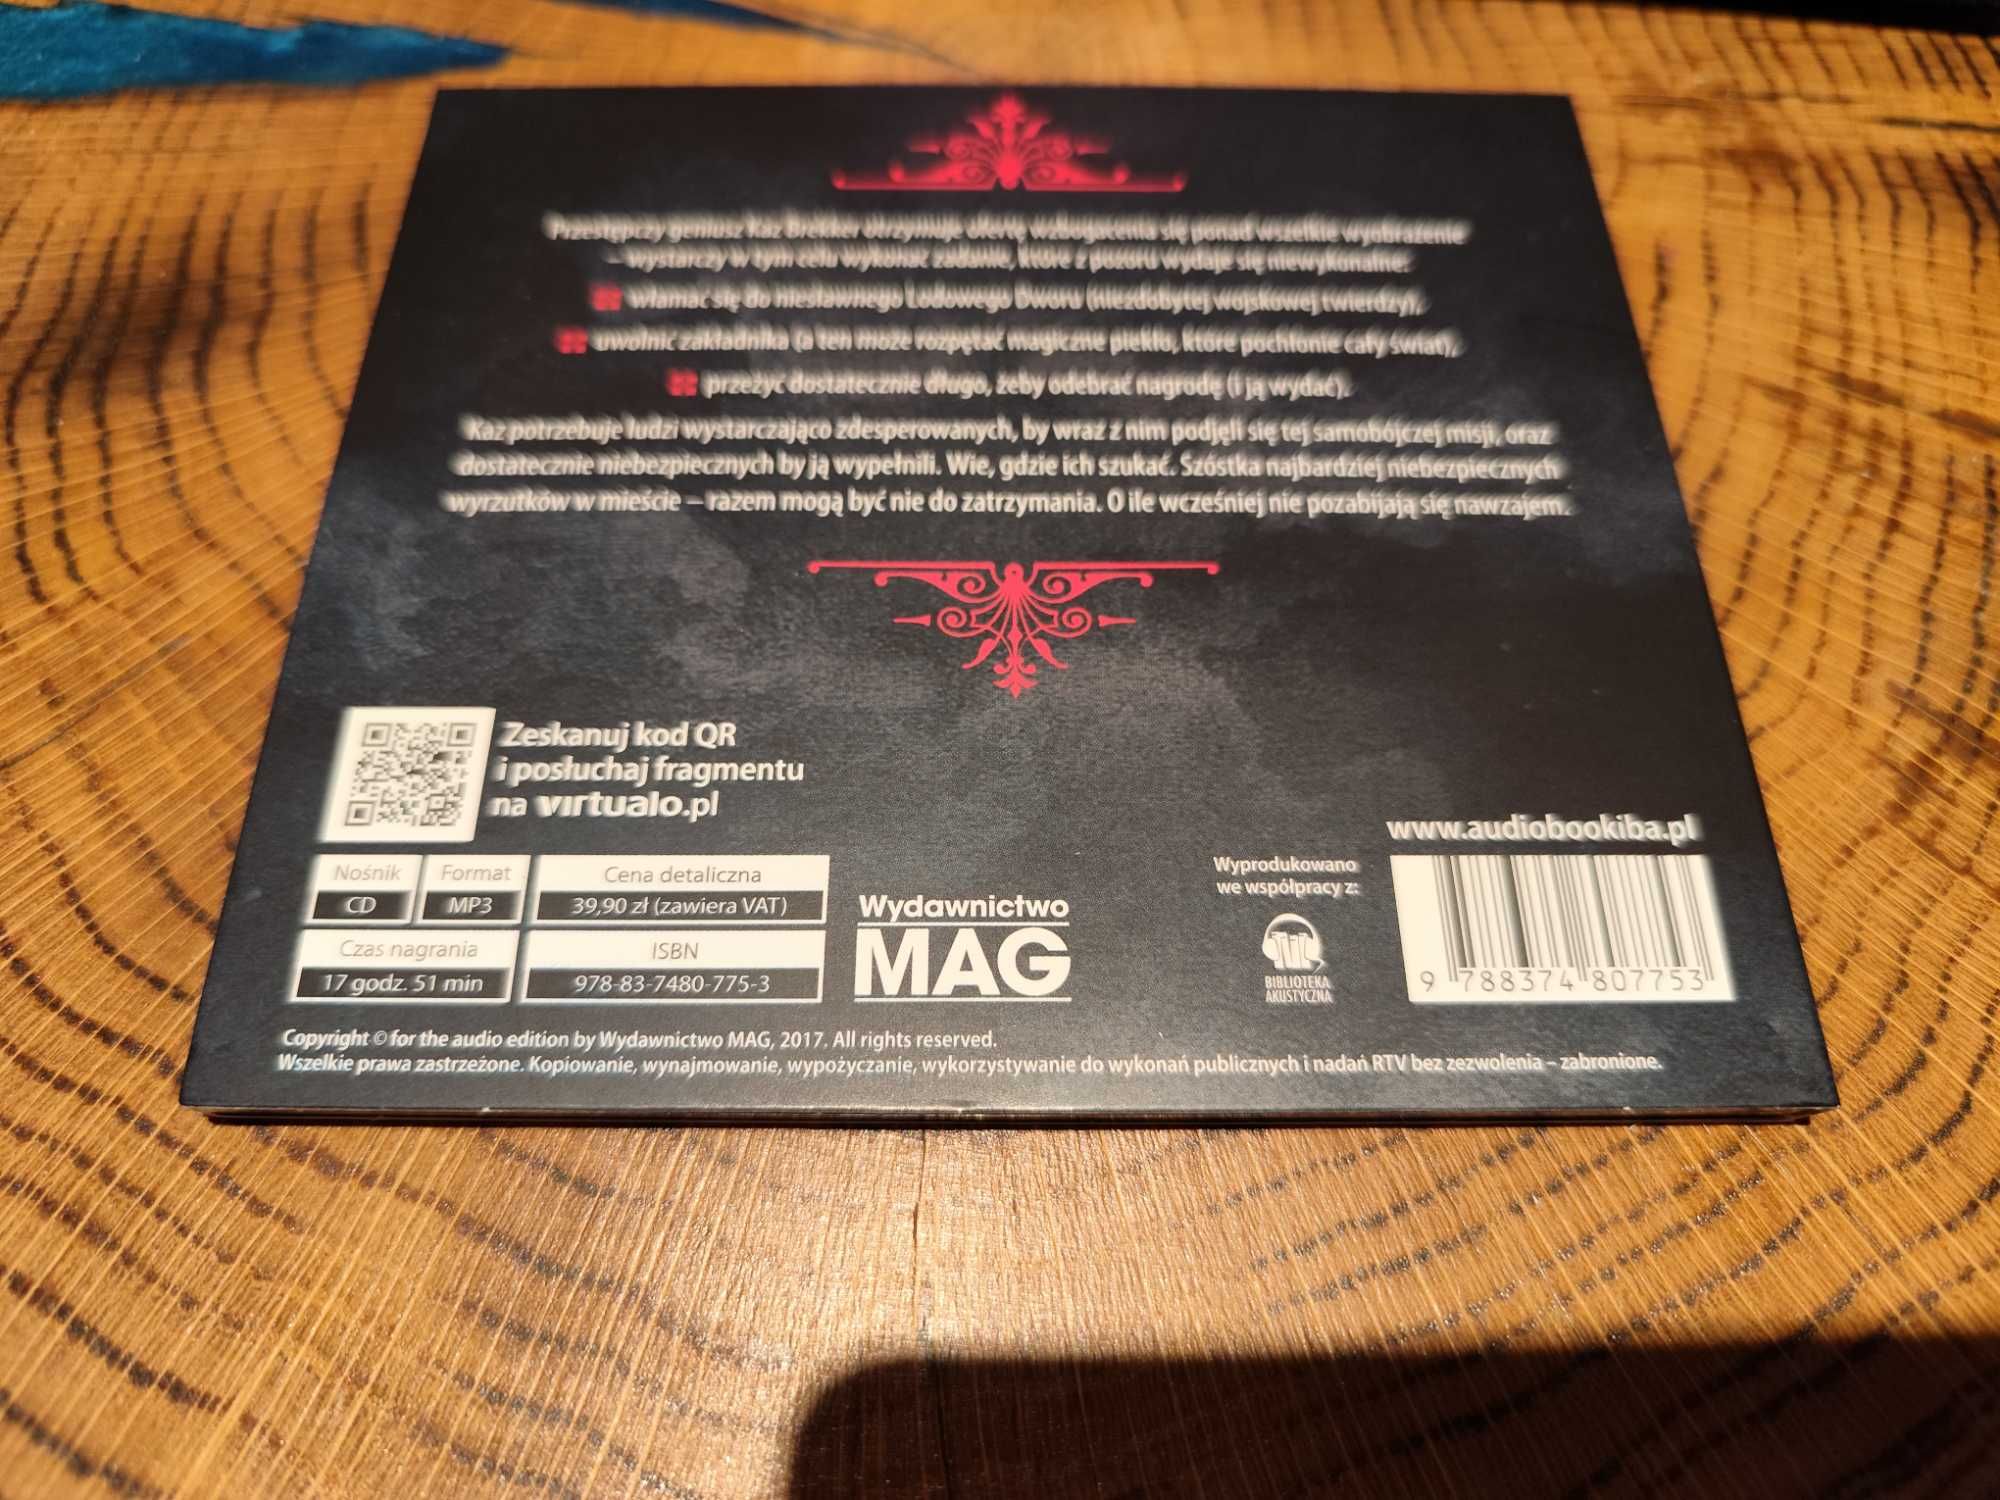 Przestępczy geniusz Kaz Brekker otrzymuje ofertę wzbogacenia się ponad wszelkie wyobrażenie
– wystarczy w tym celu wykonać zadanie, które z pozoru wydaje się niewykonalne:
włamać się do niesławnego Lodowego Dworu (niezdobytej wojskowej twierdzy),
uwolnić zakładnika (a ten może rozpętać magiczne piekło, które pochłonie cały świat),
przeżyć dostatecznie długo, żeby odebrać nagrodę (i ją wydać).
Kaz potrzebuje ludzi wystarczająco zdesperowanych, by wraz z nim podjęli się tej samobójczej misji, oraz
dostatecznie niebezpiecznych by ją wypełnili. Wie, gdzie ich szukać. Szóstka najbardziej niebezpiecznych
wyrzutków w mieście – razem mogą być nie do zatrzymania. O ile wcześniej nie pozabijają się nawzajem.
Zeskanuj kod QR
i posłuchaj fragmentu
na virtualo.pl
Nośnik
CD
Format
MP3
Cena detaliczna
39,90 zł (zawiera VAT)
Czas nagrania
17 godz. 51 min
ISBN
978-83-7480-775-3
Wydawnictwo
MAG
Wyprodukowano
we współpracy z:
BIBLIOTEKA
AKUSTYCZNA
www.audiobookiba.pl
9 788374 807753
Copyright © for the audio edition by Wydawnictwo MAG, 2017. All rights reserved.
Wszelkie prawa zastrzeżone. Kopiowanie, wynajmowanie, wypożyczanie, wykorzystywanie do wykonań publicznych i nadań RTV bez zezwolenia – zabronione.